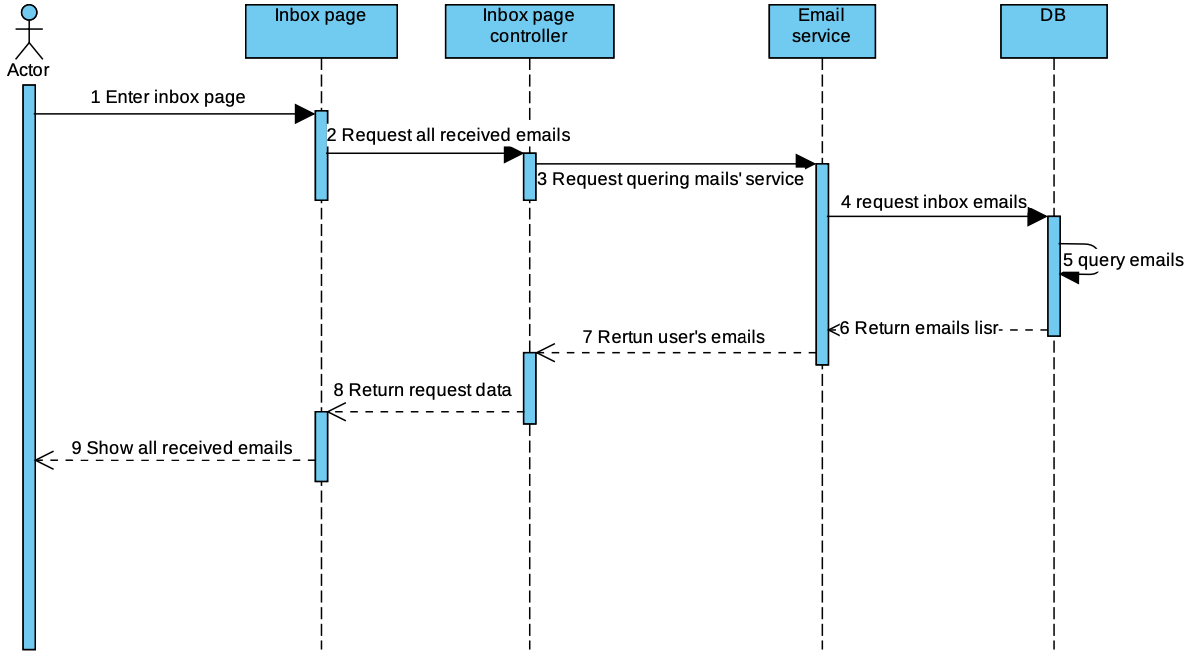 Inbox page
Inbox page
controller
Email
service
DB
Actor
1 Enter inbox page
2 Request all received emails
3 Request quering mails' service
4 request inbox emails
5 query emails
6 Return emails lisr
7 Rertun user's emails
8 Return request data
9 Show all received emails